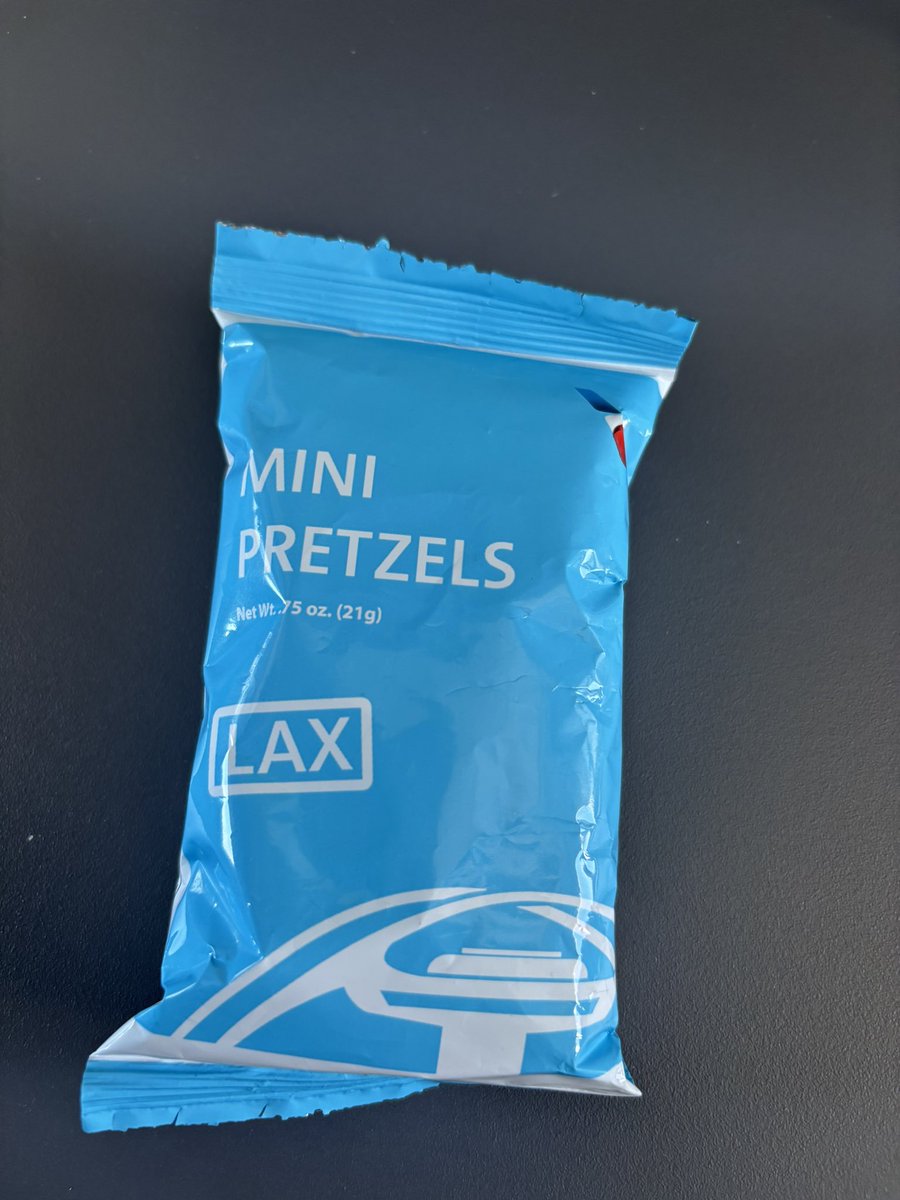 MINI
PRETZELS
Net Wt. .75 oz. (21g)
LAX